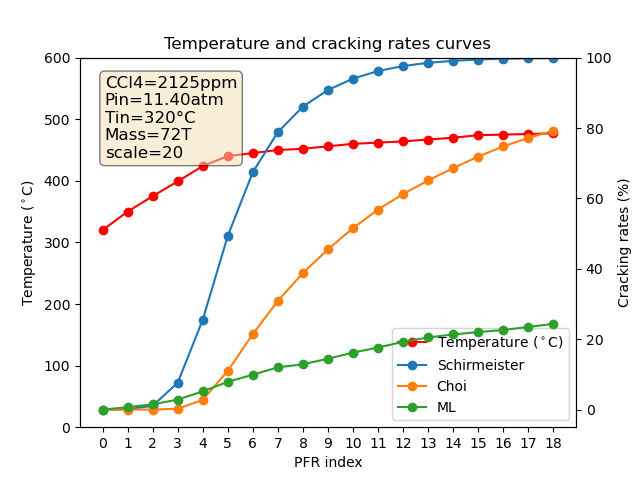 Temperature and cracking rates curves
CCl4=2125ppm
Pin=11.40atm
Tin=320°C
Mass=72T
scale=20
Temperature (°C)
600
500
400
300
200
100
0
Cracking rates (%)
100
80
60
40
20
0
Temperature (°C)
Schirmeister
Choi
ML
0 1 2 3 4 5 6 7 8 9 10 11 12 13 14 15 16 17 18
PFR index